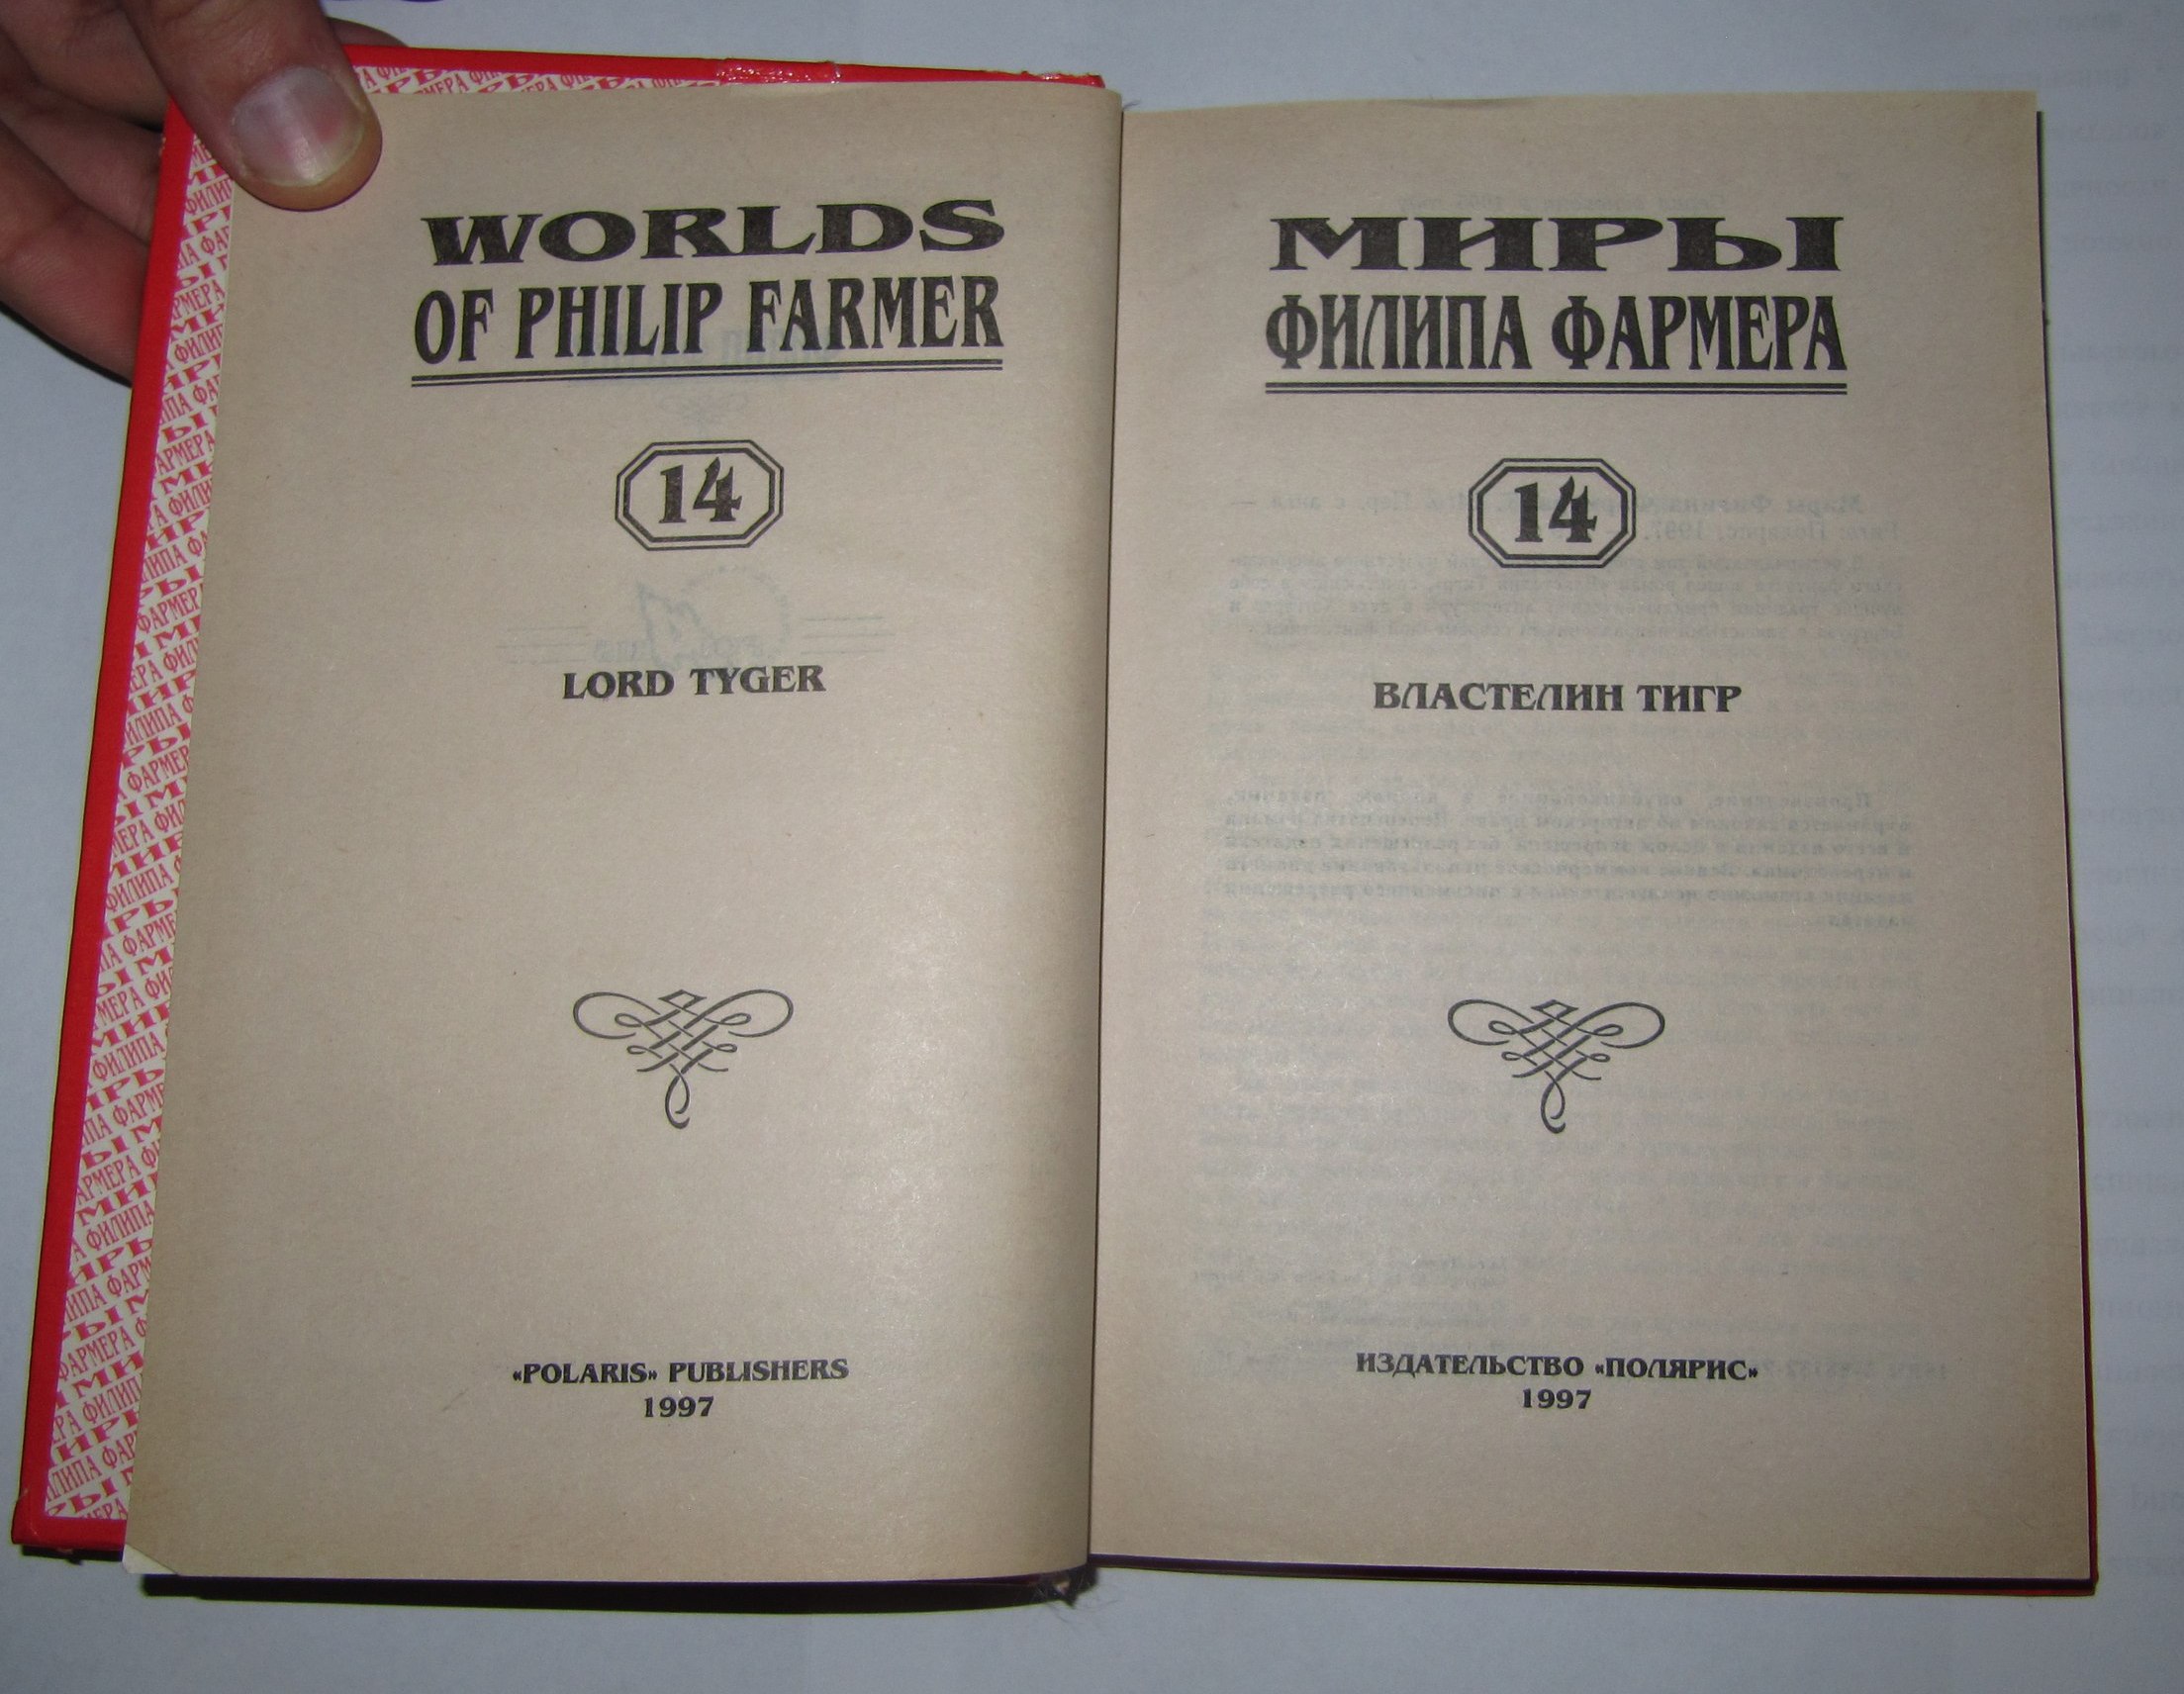 WORLDS
OF PHILIP FARMER
14
LORD TYGER
«POLARIS» PUBLISHERS
1997
МИРЫ
ФИЛИПА ФАРМЕРА
14
ВЛАСТЕЛИН ТИГР
ИЗДАТЕЛЬСТВО «ПОЛЯРИС»
1997